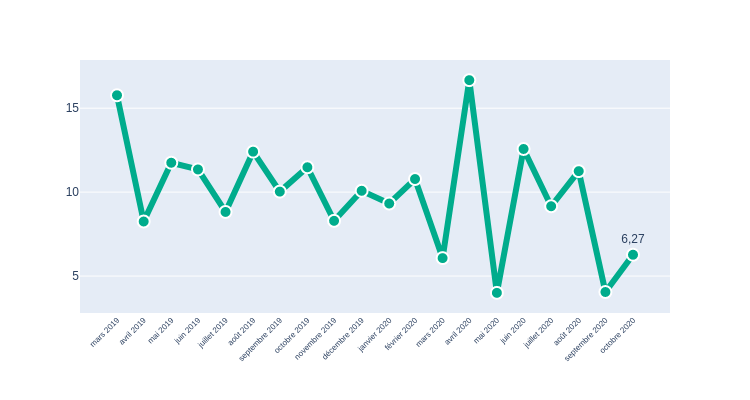 15
10
5
6,27
mars 2019
avril 2019
mai 2019
juin 2019
juillet 2019
août 2019
septembre 2019
octobre 2019
novembre 2019
décembre 2019
janvier 2020
février 2020
mars 2020
avril 2020
mai 2020
juin 2020
juillet 2020
août 2020
septembre 2020
octobre 2020